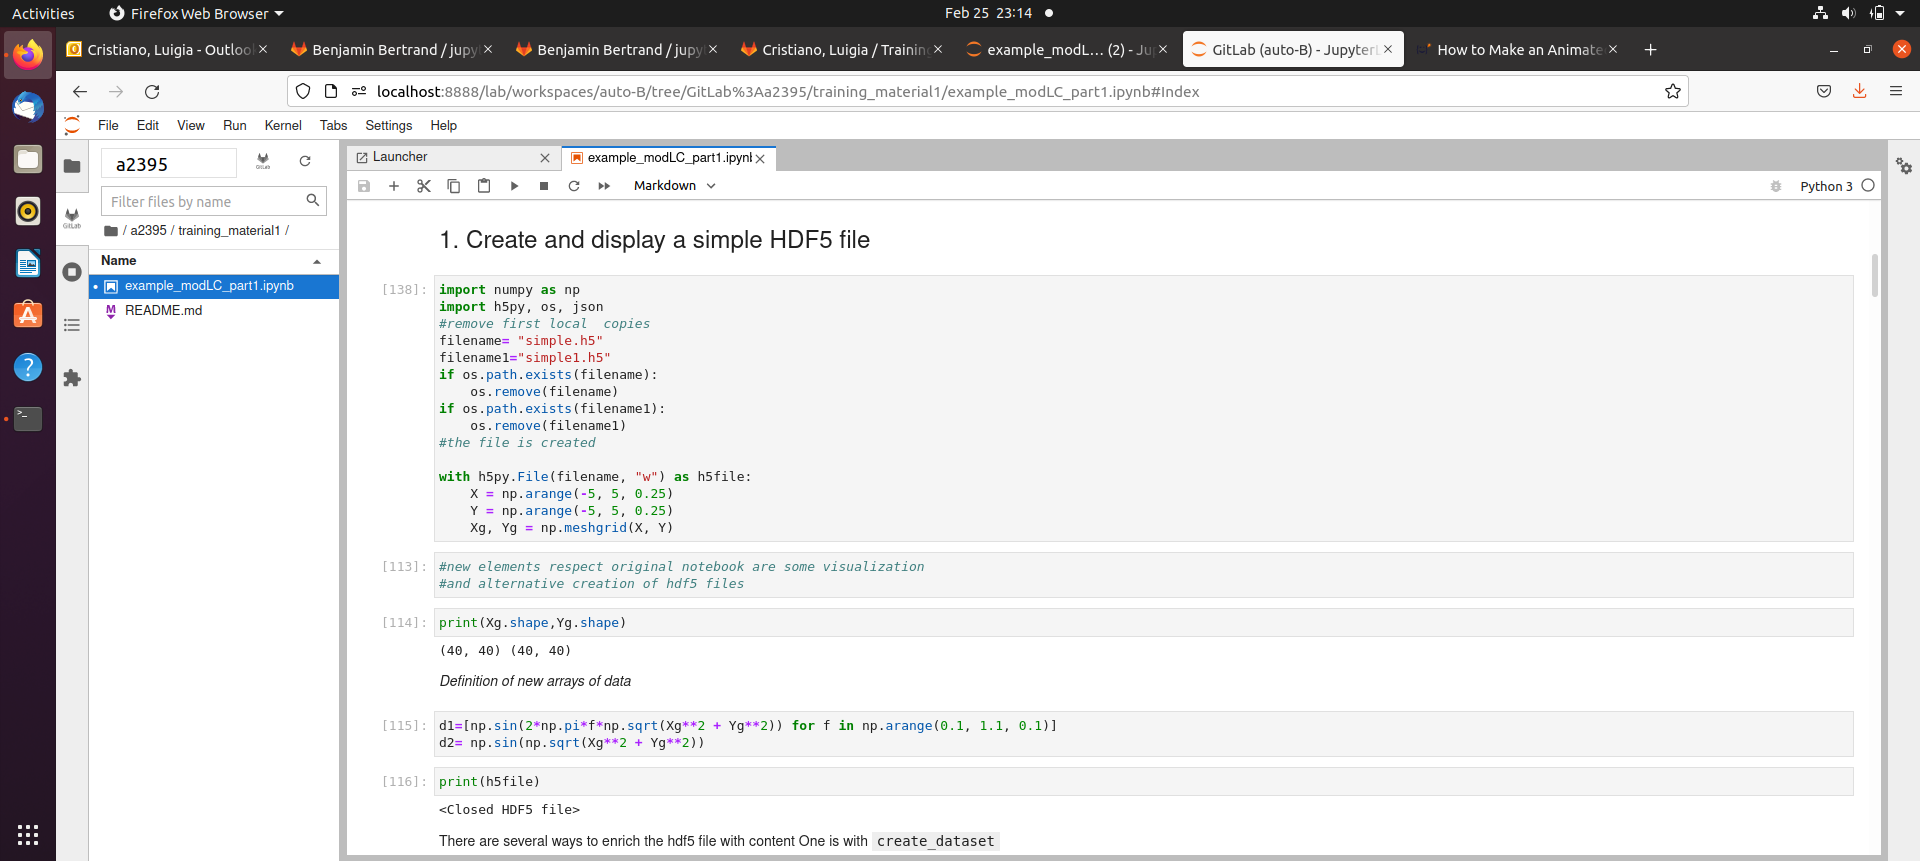 Activities
Firefox Web Browser
Feb 25 23:14
Cristiano, Luigia - Outloo
Benjamin Bertrand / jupy
Benjamin Bertrand / jupy
Cristiano, Luigia / Trainin
example_modL… (2) - Ju
GitLab (auto-B) - JupyterL
How to Make an Animate
localhost:8888/lab/workspaces/auto-B/tree/GitLab%3Aa2395/training_material1/example_modLC_part1.ipynb#Index
File Edit View Run Kernel Tabs Settings Help
a2395
GitLab
Launcher
example_modLC_part1.ipynb
Filter files by name
Markdown
Python 3
GitLab
/ a2395 / training_material1 /
Name
example_modLC_part1.ipynb
README.md
1. Create and display a simple HDF5 file
[138]:
import numpy as np
import h5py, os, json
#remove first local  copies
filename= "simple.h5"
filename1="simple1.h5"
if os.path.exists(filename):
    os.remove(filename)
if os.path.exists(filename1):
    os.remove(filename1)
#the file is created
with h5py.File(filename, "w") as h5file:
    X = np.arange(-5, 5, 0.25)
    Y = np.arange(-5, 5, 0.25)
    Xg, Yg = np.meshgrid(X, Y)
[113]:
#new elements respect original notebook are some visualization
#and alternative creation of hdf5 files
[114]:
print(Xg.shape,Yg.shape)
(40, 40) (40, 40)
Definition of new arrays of data
[115]:
d1=[np.sin(2*np.pi*f*np.sqrt(Xg**2 + Yg**2)) for f in np.arange(0.1, 1.1, 0.1)]
d2= np.sin(np.sqrt(Xg**2 + Yg**2))
[116]:
print(h5file)
<Closed HDF5 file>
There are several ways to enrich the hdf5 file with content One is with create_dataset